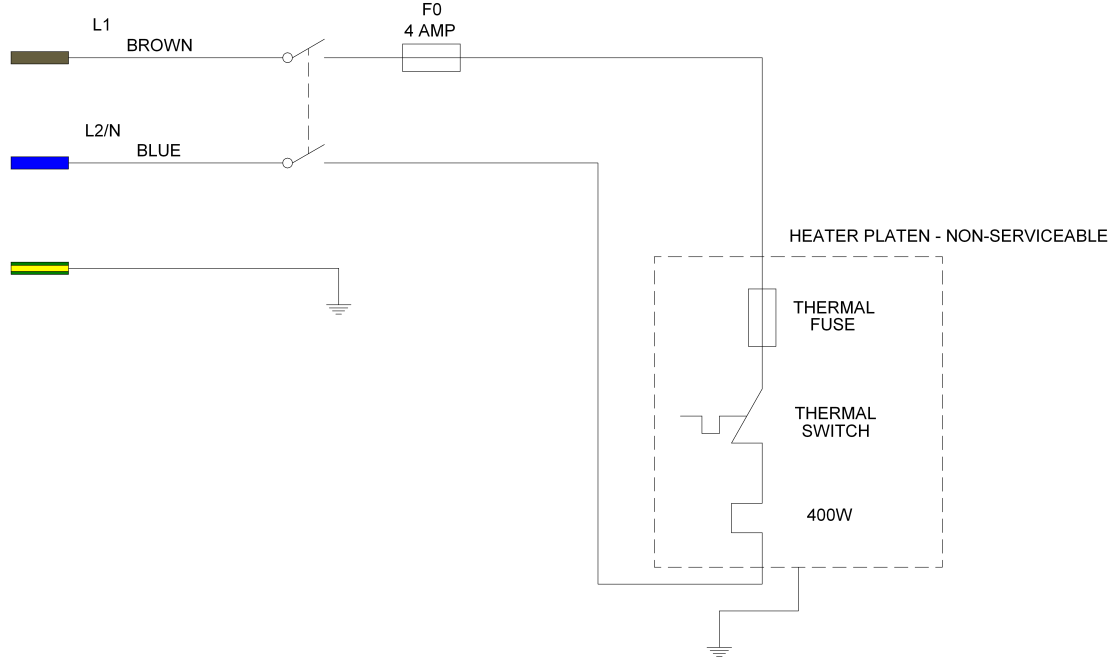 F0
4 AMP
L1
BROWN
L2/N
BLUE
HEATER PLATEN - NON-SERVICEABLE
THERMAL
FUSE
THERMAL
SWITCH
400W